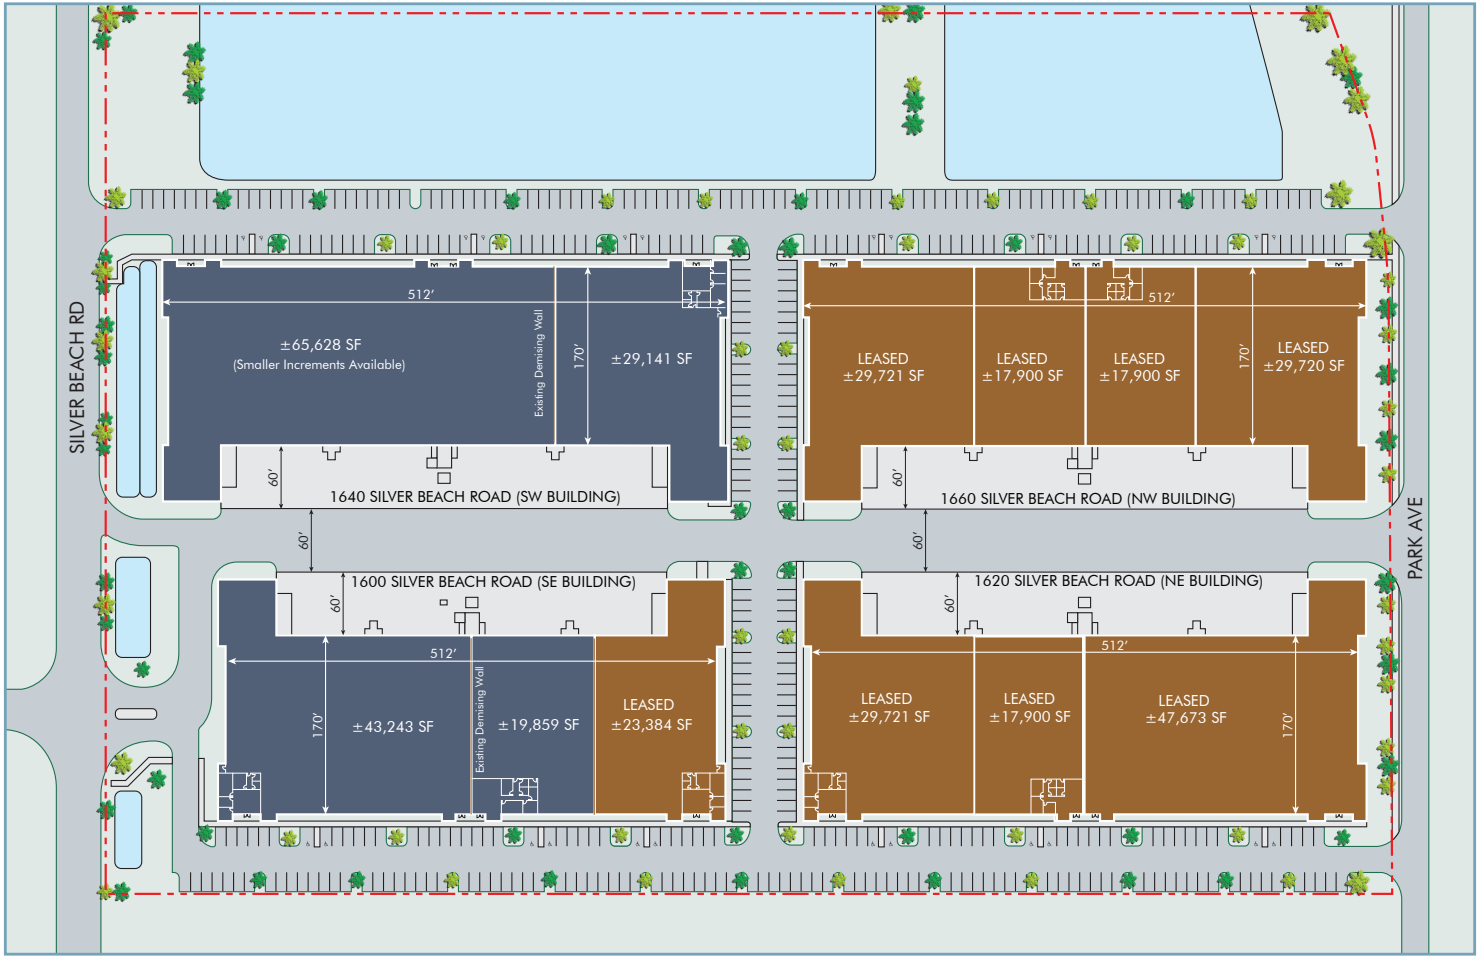 SILVER BEACH RD
512’
±65,628 SF
(Smaller Increments Available)
Existing Demising Wall
170’
±29,141 SF
60’
1640 SILVER BEACH ROAD (SW BUILDING)
512’
LEASED
±29,721 SF
LEASED
±17,900 SF
LEASED
±17,900 SF
170’
LEASED
±29,720 SF
60’
1660 SILVER BEACH ROAD (NW BUILDING)
PARK AVE
60’
60’
1600 SILVER BEACH ROAD (SE BUILDING)
60’
512’
170’
±43,243 SF
Existing Demising Wall
±19,859 SF
LEASED
±23,384 SF
1620 SILVER BEACH ROAD (NE BUILDING)
60’
512’
LEASED
±29,721 SF
LEASED
±17,900 SF
LEASED
±47,673 SF
170’